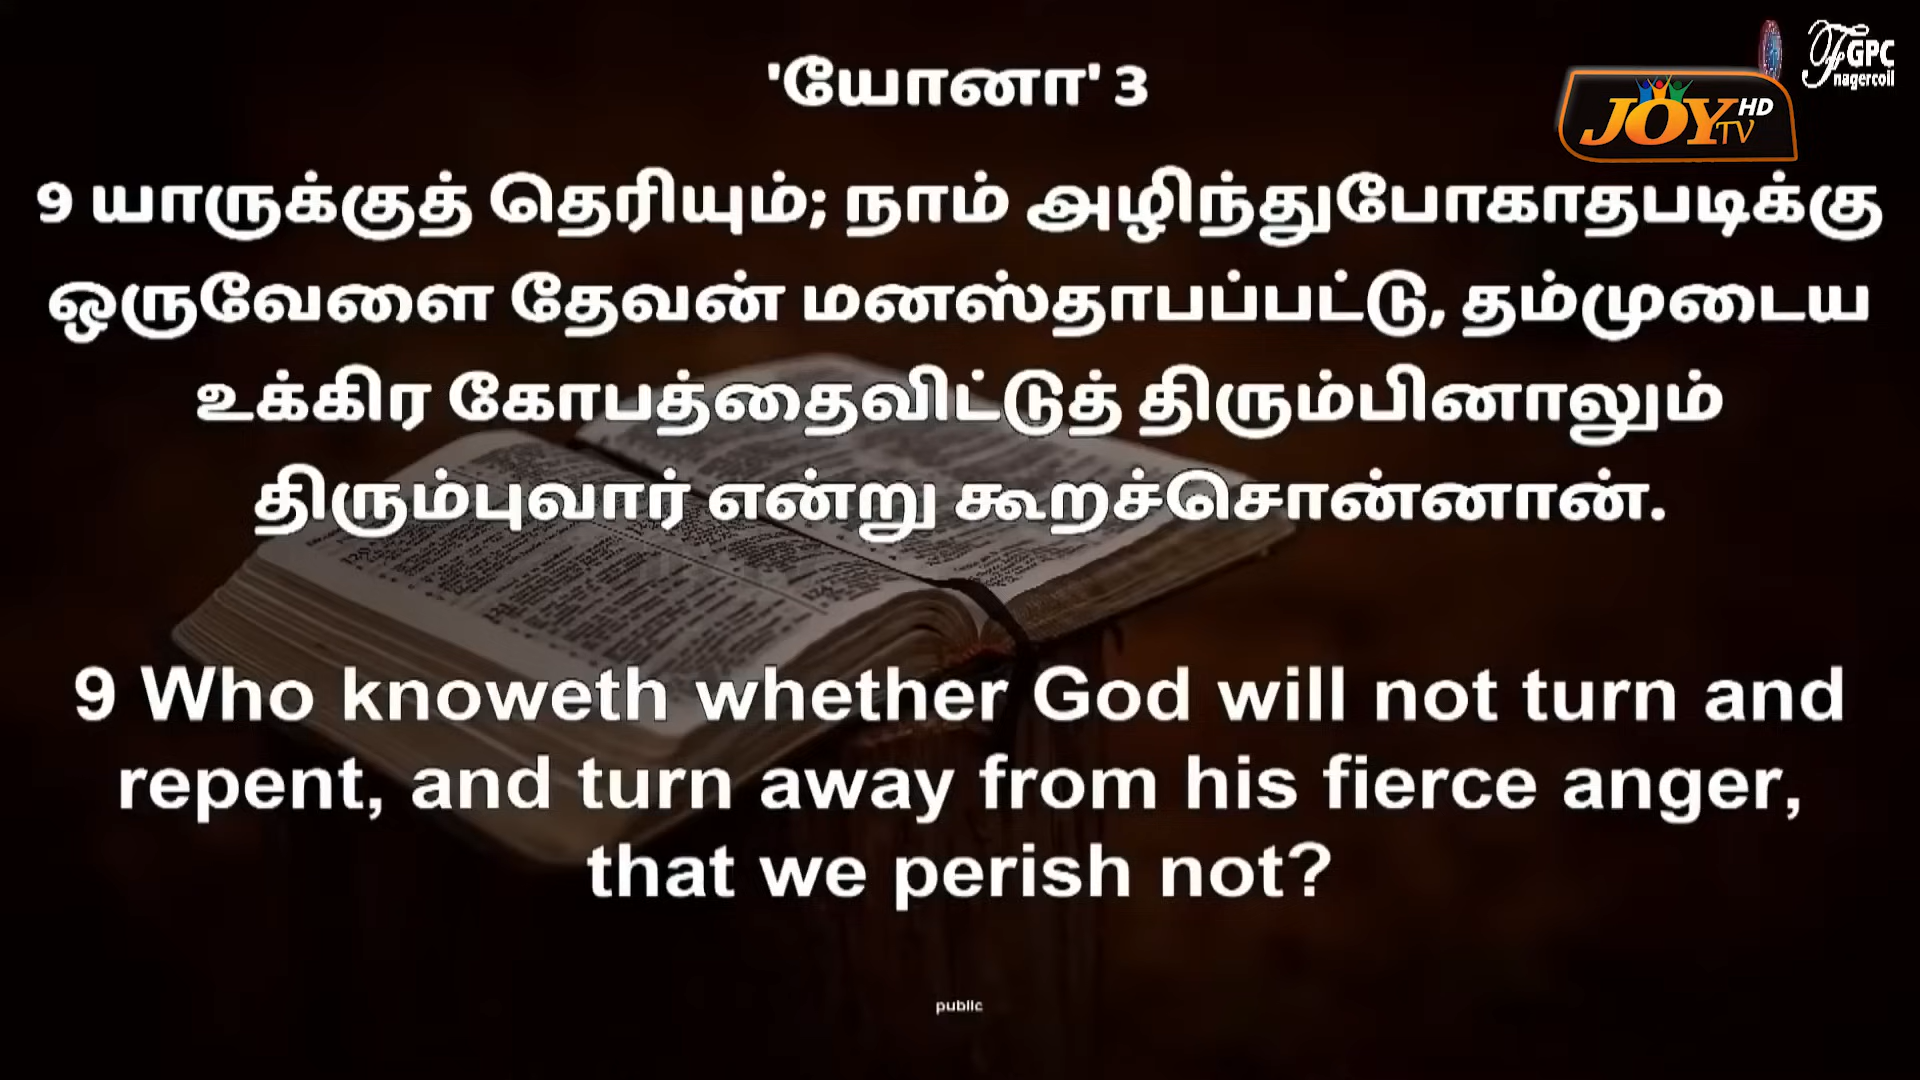 'யோனா' 3
GPC
nagercoil
JOY HD
TV
9 யாருக்குத் தெரியும்; நாம் அழிந்துபோகாதபடிக்கு
ஒருவேளை தேவன் மனஸ்தாபப்பட்டு, தம்முடைய
உக்கிர கோபத்தைவிட்டுத் திரும்பினாலும்
திரும்புவார் என்று கூறச்சொன்னான்.
9 Who knoweth whether God will not turn and
repent, and turn away from his fierce anger,
that we perish not?
public